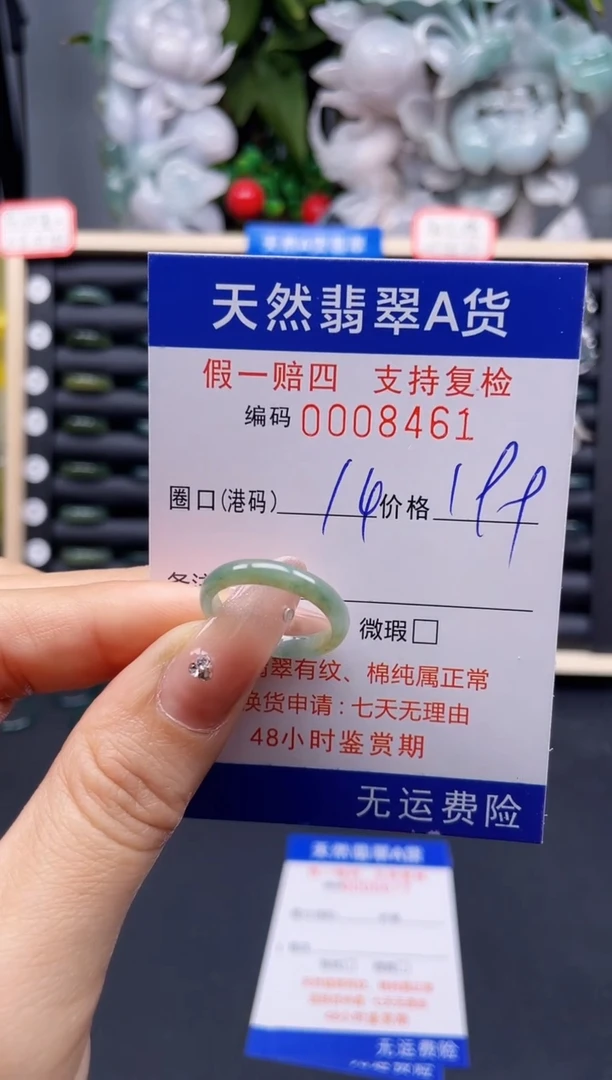 天然翡翠A货
假一赔四 支持复检
编码 0008461
圈口(港码) 14 价格 199
备注
微瑕□
翡翠有纹、棉纯属正常
换货申请:七天无理由
48小时鉴赏期
无运费险
天然翡翠A货
无运费险